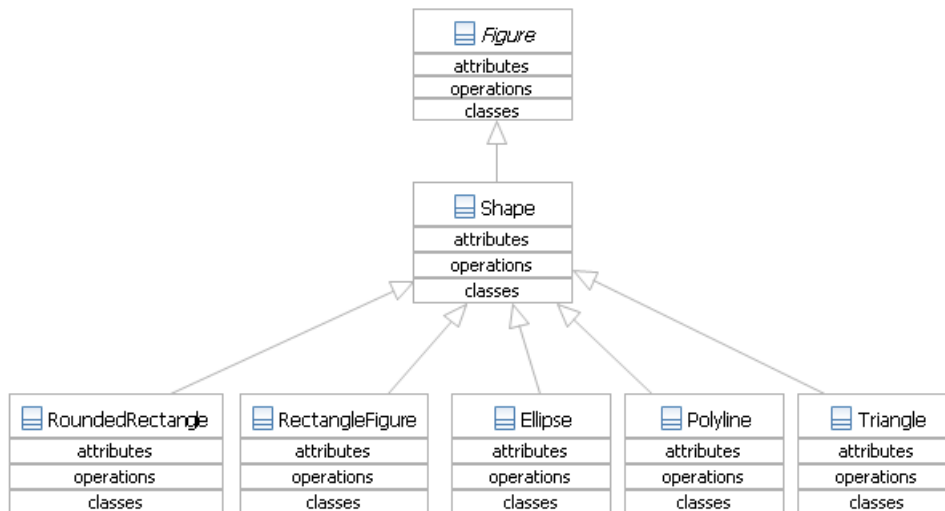 Figure
attributes
operations
classes
Shape
attributes
operations
classes
RoundedRectangle
attributes
operations
classes
RectangleFigure
attributes
operations
classes
Ellipse
attributes
operations
classes
Polyline
attributes
operations
classes
Triangle
attributes
operations
classes